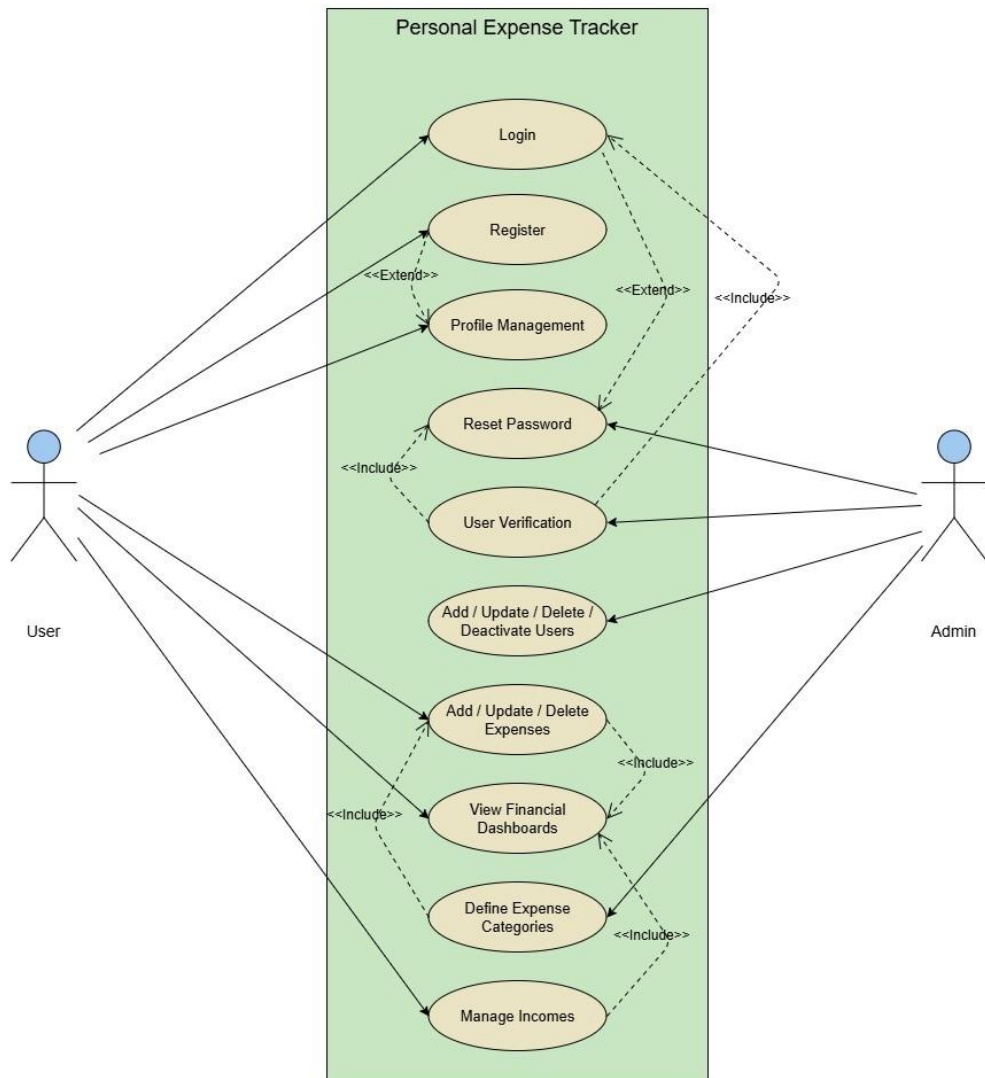 Personal Expense Tracker
Login
Register
<<Extend>>
<<Extend>>
<<Include>>
Profile Management
Reset Password
<<Include>>
User Verification
Add / Update / Delete /
Deactivate Users
User
Admin
Add / Update / Delete
Expenses
<<Include>>
View Financial
Dashboards
<<Include>>
Define Expense
Categories
<<Include>>
Manage Incomes